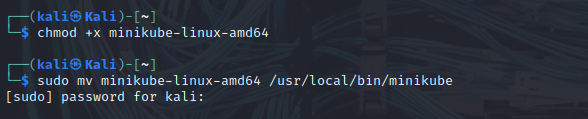 ┌──(kali㉿Kali)-[~]
└─$ chmod +x minikube-linux-amd64
┌──(kali㉿Kali)-[~]
└─$ sudo mv minikube-linux-amd64 /usr/local/bin/minikube
[sudo] password for kali: